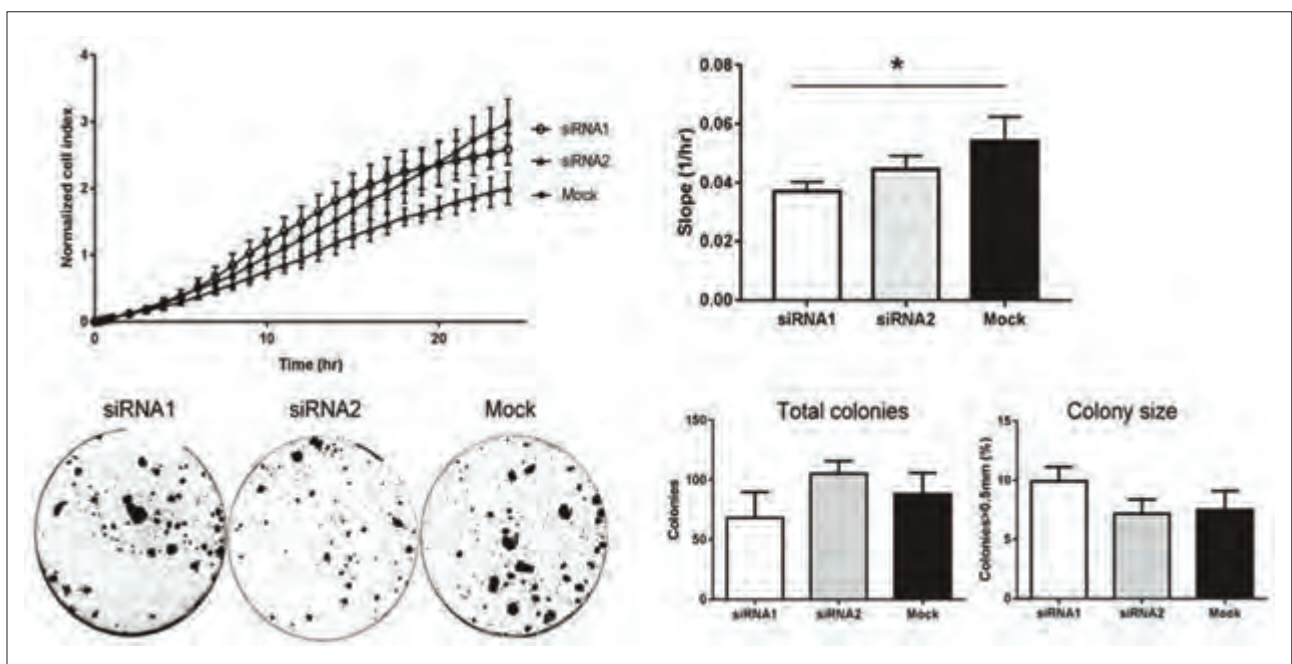 4
3
2
1
0
Normalized cell index
0 10 20
Time (hr)
siRNA1
siRNA2
Mock
*
0.08
0.06
0.04
0.02
0.00
Slope (1/hr)
siRNA1 siRNA2 Mock
siRNA1 siRNA2 Mock
Total colonies
150
100
50
0
Colonies
siRNA1 siRNA2 Mock
Colony size
15
10
5
0
Colonies>0.5mm (%)
siRNA1 siRNA2 Mock